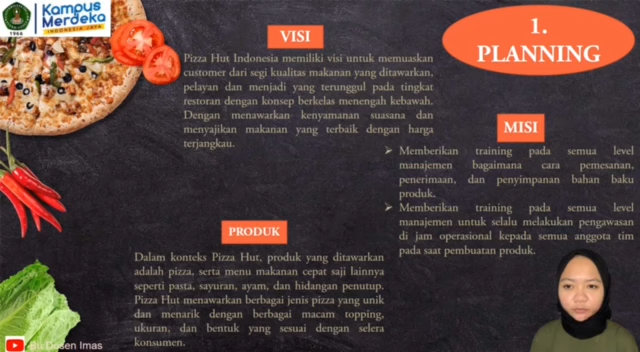 1964
Kampus
Merdeka
INDONESIA JAYA
VISI
Pizza Hut Indonesia memiliki visi untuk memuaskan
customer dari segi kualitas makanan yang ditawarkan,
pelayan dan menjadi yang terunggul pada tingkat
restoran dengan konsep berkelas menengah kebawah.
Dengan menawarkan kenyamanan suasana dan
menyajikan makanan yang terbaik dengan harga
terjangkau.
1.
PLANNING
MISI
➢ Memberikan training pada semua level
manajemen bagaimana cara pemesanan,
penerimaan, dan penyimpanan bahan baku
produk.
➢ Memberikan training pada semua level
manajemen untuk selalu melakukan pengawasan
di jam operasional kepada semua anggota tim
pada saat pembuatan produk.
PRODUK
Dalam konteks Pizza Hut, produk yang ditawarkan
adalah pizza, serta menu makanan cepat saji lainnya
seperti pasta, sayuran, ayam, dan hidangan penutup.
Pizza Hut menawarkan berbagai jenis pizza yang unik
dan menarik dengan berbagai macam topping,
ukuran, dan bentuk yang sesuai dengan selera
konsumen.
Bu Dosen Imas